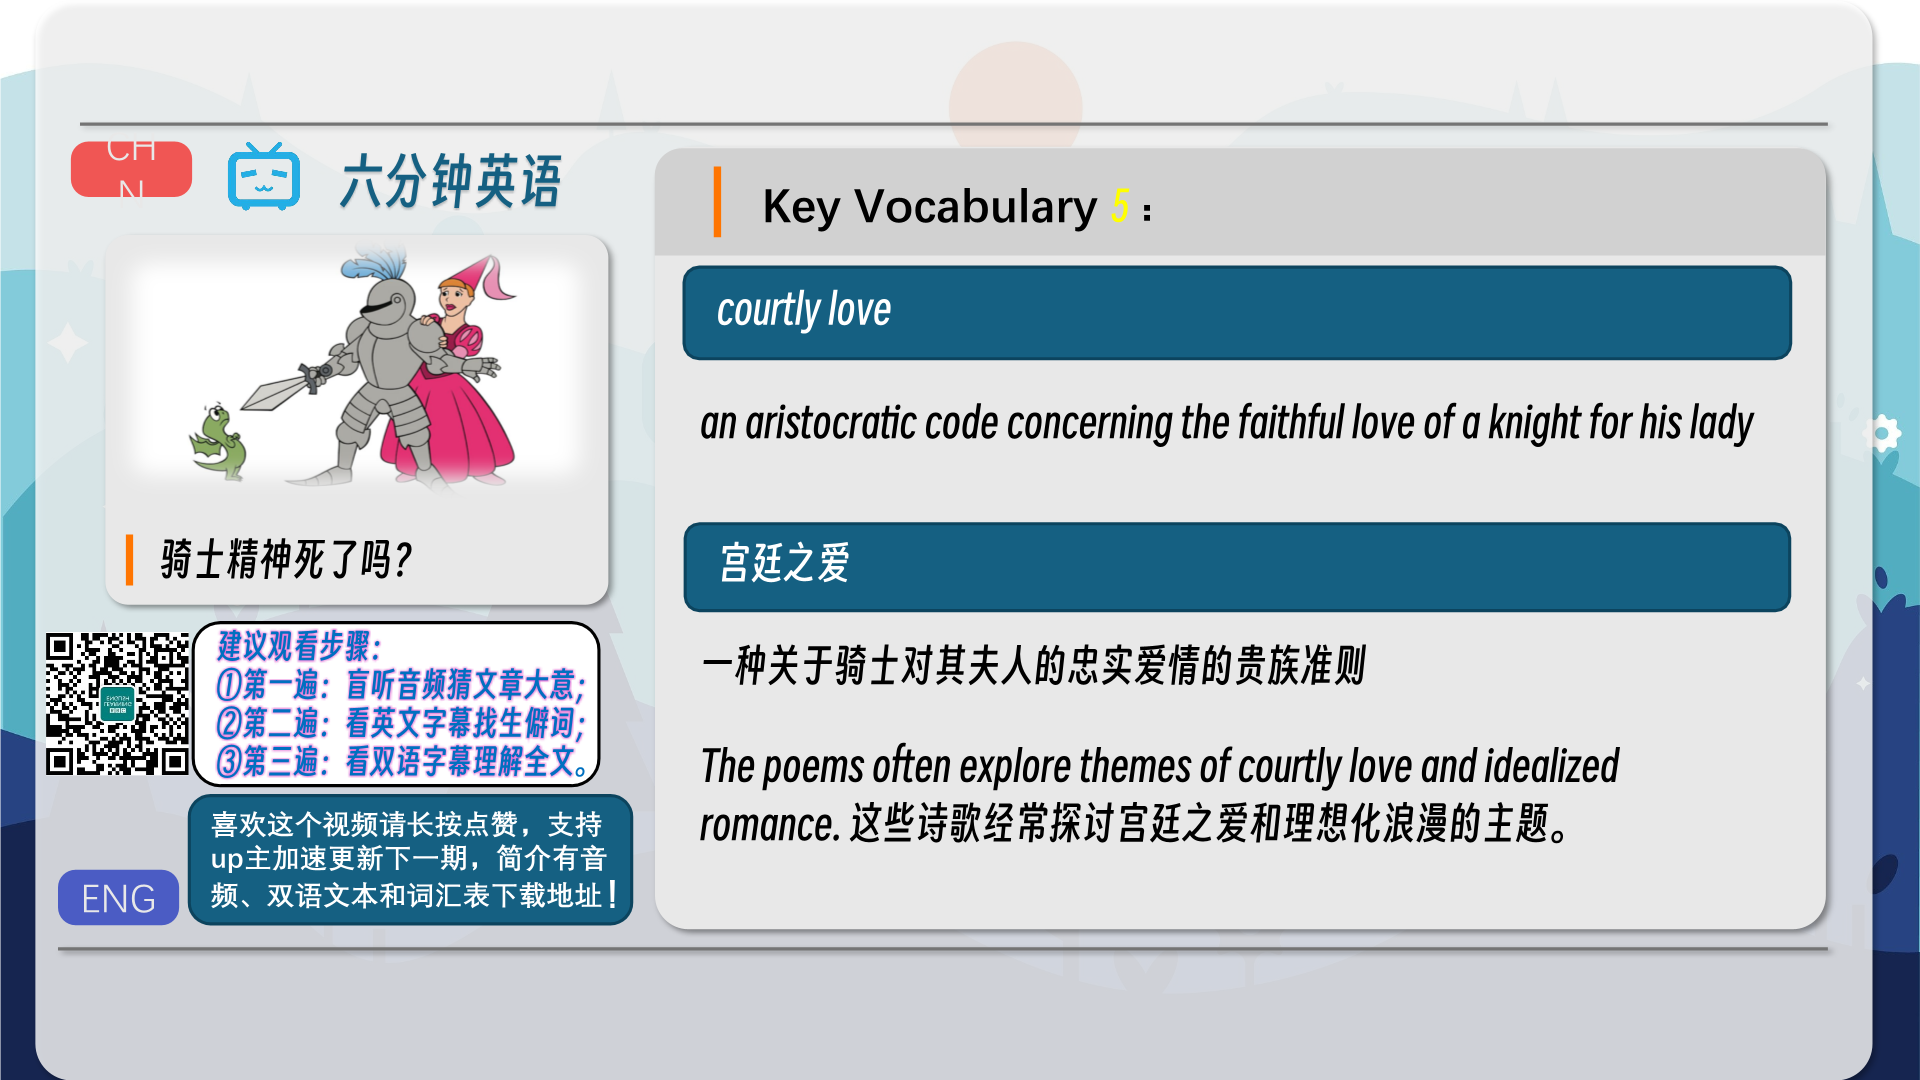 CH
N
六分钟英语
骑士精神死了吗?
建议观看步骤:
①第一遍: 盲听音频猜文章大意;
②第二遍: 看英文字幕找生僻词;
③第三遍: 看双语字幕理解全文。
喜欢这个视频请长按点赞，支持
up主加速更新下一期，简介有音
频、双语文本和词汇表下载地址！
ENG
Key Vocabulary 5：
courtly love
an aristocratic code concerning the faithful love of a knight for his lady
宫廷之爱
一种关于骑士对其夫人的忠实爱情的贵族准则
The poems often explore themes of courtly love and idealized
romance. 这些诗歌经常探讨宫廷之爱和理想化浪漫的主题。